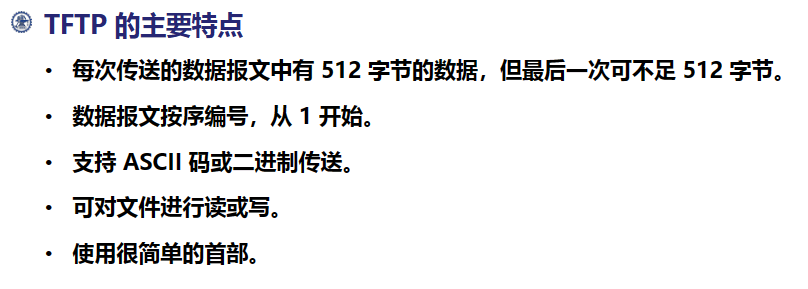 TFTP 的主要特点
• 每次传送的数据报文中有 512 字节的数据，但最后一次可不足 512 字节。
• 数据报文按序编号，从 1 开始。
• 支持 ASCII 码或二进制传送。
• 可对文件进行读或写。
• 使用很简单的首部。